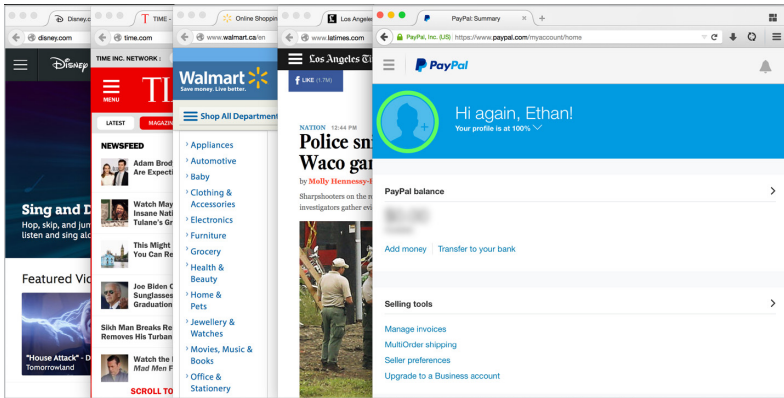 Disney.c
disney.com
DISNEY
Sing and D
Hop, skip, and jum
listen and sing alo
Featured Vid
"House Attack" - D
Tomorrowland
TIME -
time.com
TIME INC. NETWORK :
MENU
TI
LATEST
MAGAZIN
NEWSFEED
Adam Brod
Are Expecti
Watch May
Insane Nati
Tulane's Gr
This Might
You Can Re
Joe Biden C
Sunglasses
Graduation
Sikh Man Breaks Re
Removes His Turban
Watch the
Mad Men F
SCROLL TO
Online Shoppin
www.walmart.ca/en
Walmart
Save money. Live better.
Shop All Department
Appliances
Automotive
Baby
Clothing &
Accessories
Electronics
Furniture
Grocery
Health &
Beauty
Home &
Pets
Jewellery &
Watches
Movies, Music &
Books
Office &
Stationery
Los Angeles
www.latimes.com
Los Angeles Ti
LIKE (1.7M)
NATION 12:44 PM
Police sni
Waco gan
by Molly Hennessy-F
Sharpshooters on the r
investigators gather evi
PayPal: Summary
PayPal, Inc. (US) https://www.paypal.com/myaccount/home
PayPal
Hi again, Ethan!
Your profile is at 100%
PayPal balance
Add money Transfer to your bank
Selling tools
Manage invoices
MultiOrder shipping
Seller preferences
Upgrade to a Business account